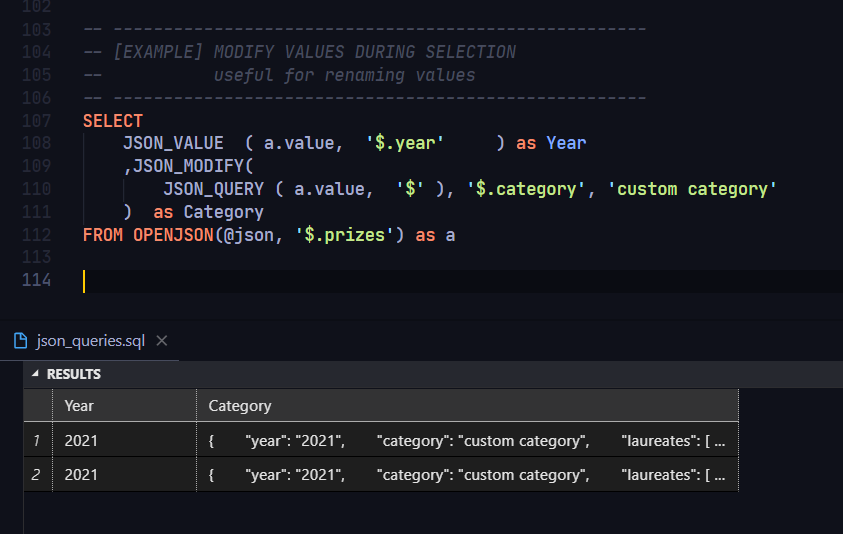 102
103 -- -----------------------------------------------------
104 -- [EXAMPLE] MODIFY VALUES DURING SELECTION
105 --           useful for renaming values
106 -- -----------------------------------------------------
107 SELECT
108     JSON_VALUE  ( a.value,  '$.year'     ) as Year
109     ,JSON_MODIFY(
110         JSON_QUERY ( a.value,  '$' ), '$.category', 'custom category'
111     )  as Category
112 FROM OPENJSON(@json, '$.prizes') as a
113
114
json_queries.sql
RESULTS
Year Category
1 2021 { "year": "2021", "category": "custom category", "laureates": [ ...
2 2021 { "year": "2021", "category": "custom category", "laureates": [ ...